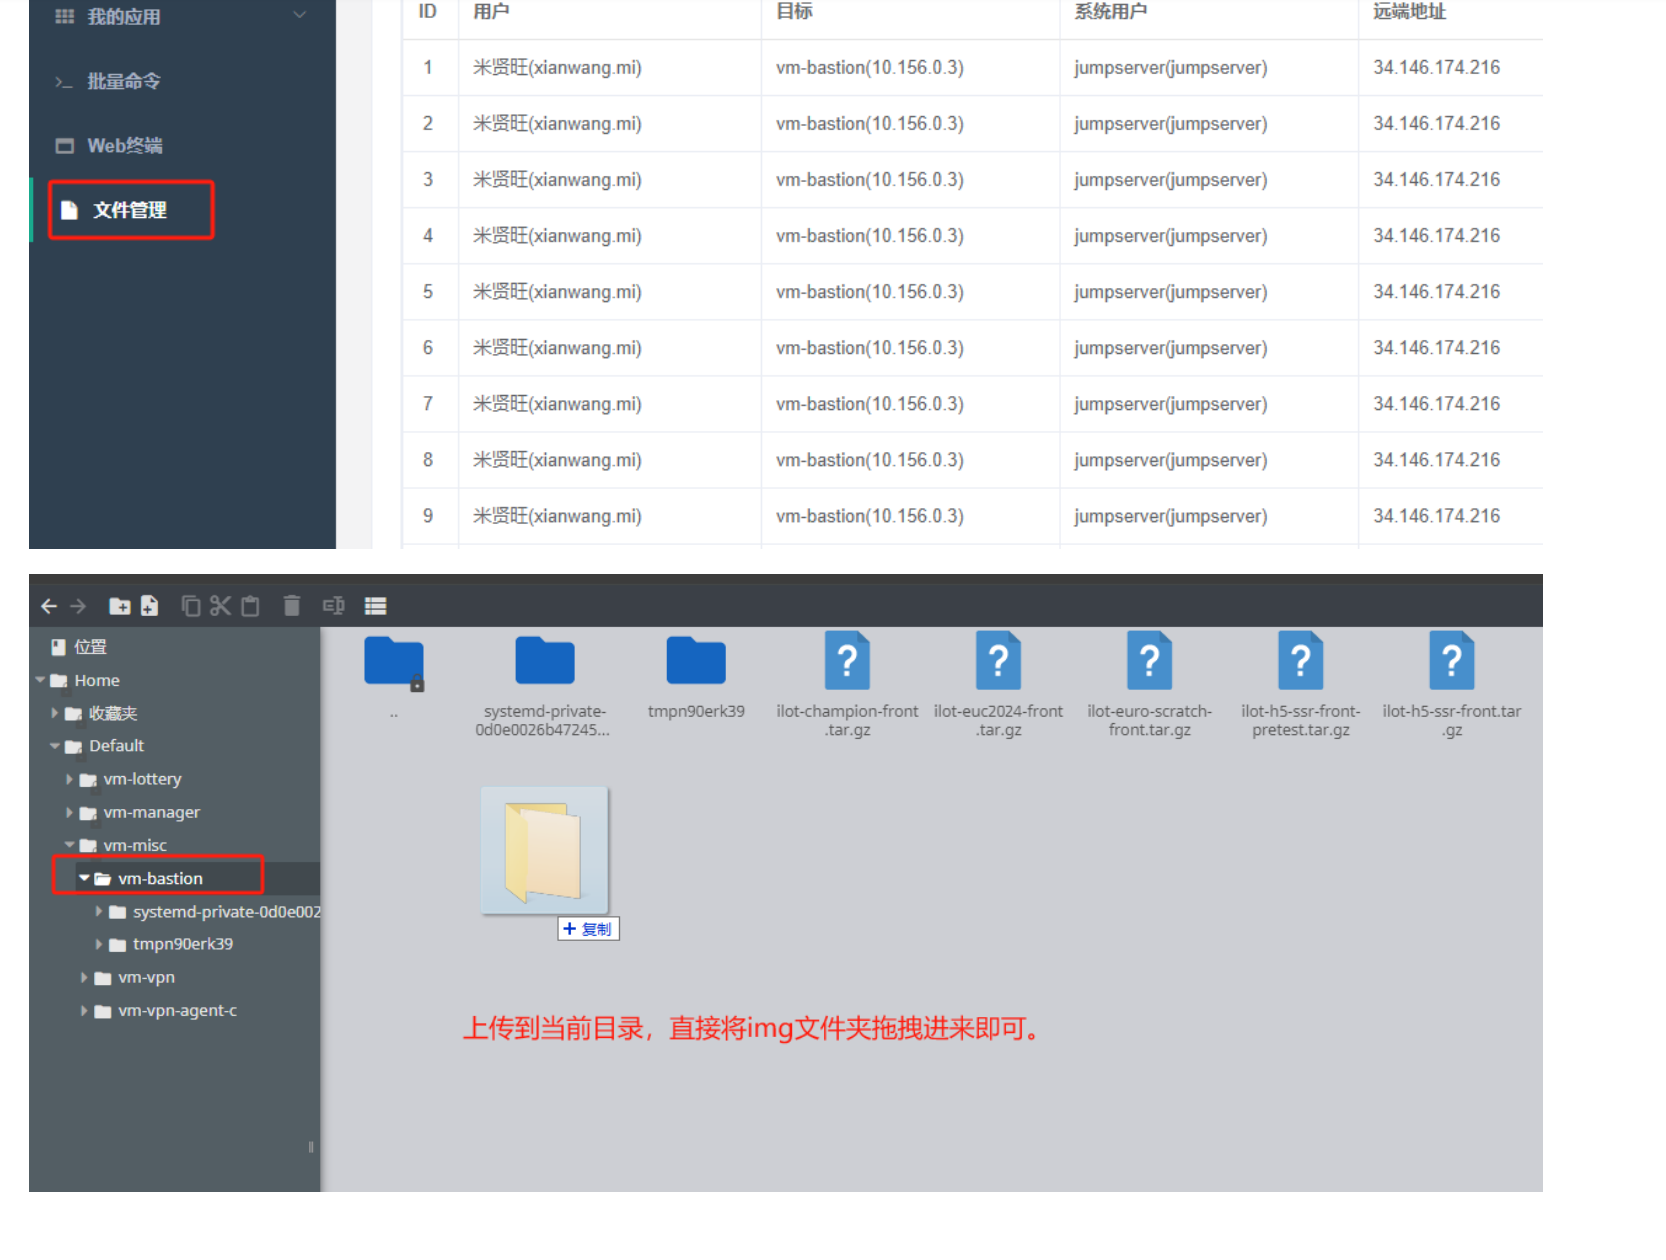 我的应用
批量命令
Web终端
文件管理
ID 用户 目标 系统用户 远端地址
1 米贤旺(xianwang.mi) vm-bastion(10.156.0.3) jumpserver(jumpserver) 34.146.174.216
2 米贤旺(xianwang.mi) vm-bastion(10.156.0.3) jumpserver(jumpserver) 34.146.174.216
3 米贤旺(xianwang.mi) vm-bastion(10.156.0.3) jumpserver(jumpserver) 34.146.174.216
4 米贤旺(xianwang.mi) vm-bastion(10.156.0.3) jumpserver(jumpserver) 34.146.174.216
5 米贤旺(xianwang.mi) vm-bastion(10.156.0.3) jumpserver(jumpserver) 34.146.174.216
6 米贤旺(xianwang.mi) vm-bastion(10.156.0.3) jumpserver(jumpserver) 34.146.174.216
7 米贤旺(xianwang.mi) vm-bastion(10.156.0.3) jumpserver(jumpserver) 34.146.174.216
8 米贤旺(xianwang.mi) vm-bastion(10.156.0.3) jumpserver(jumpserver) 34.146.174.216
9 米贤旺(xianwang.mi) vm-bastion(10.156.0.3) jumpserver(jumpserver) 34.146.174.216
位置
Home
收藏夹
Default
vm-lottery
vm-manager
vm-misc
vm-bastion
systemd-private-0d0e002
tmpn90erk39
vm-vpn
vm-vpn-agent-c
..
systemd-private-
0d0e0026b47245...
tmpn90erk39
ilot-champion-front
.tar.gz
ilot-euc2024-front
.tar.gz
ilot-euro-scratch-
front.tar.gz
ilot-h5-ssr-front-
pretest.tar.gz
ilot-h5-ssr-front.tar
.gz
+ 复制
上传到当前目录，直接将img文件夹拖拽进来即可。